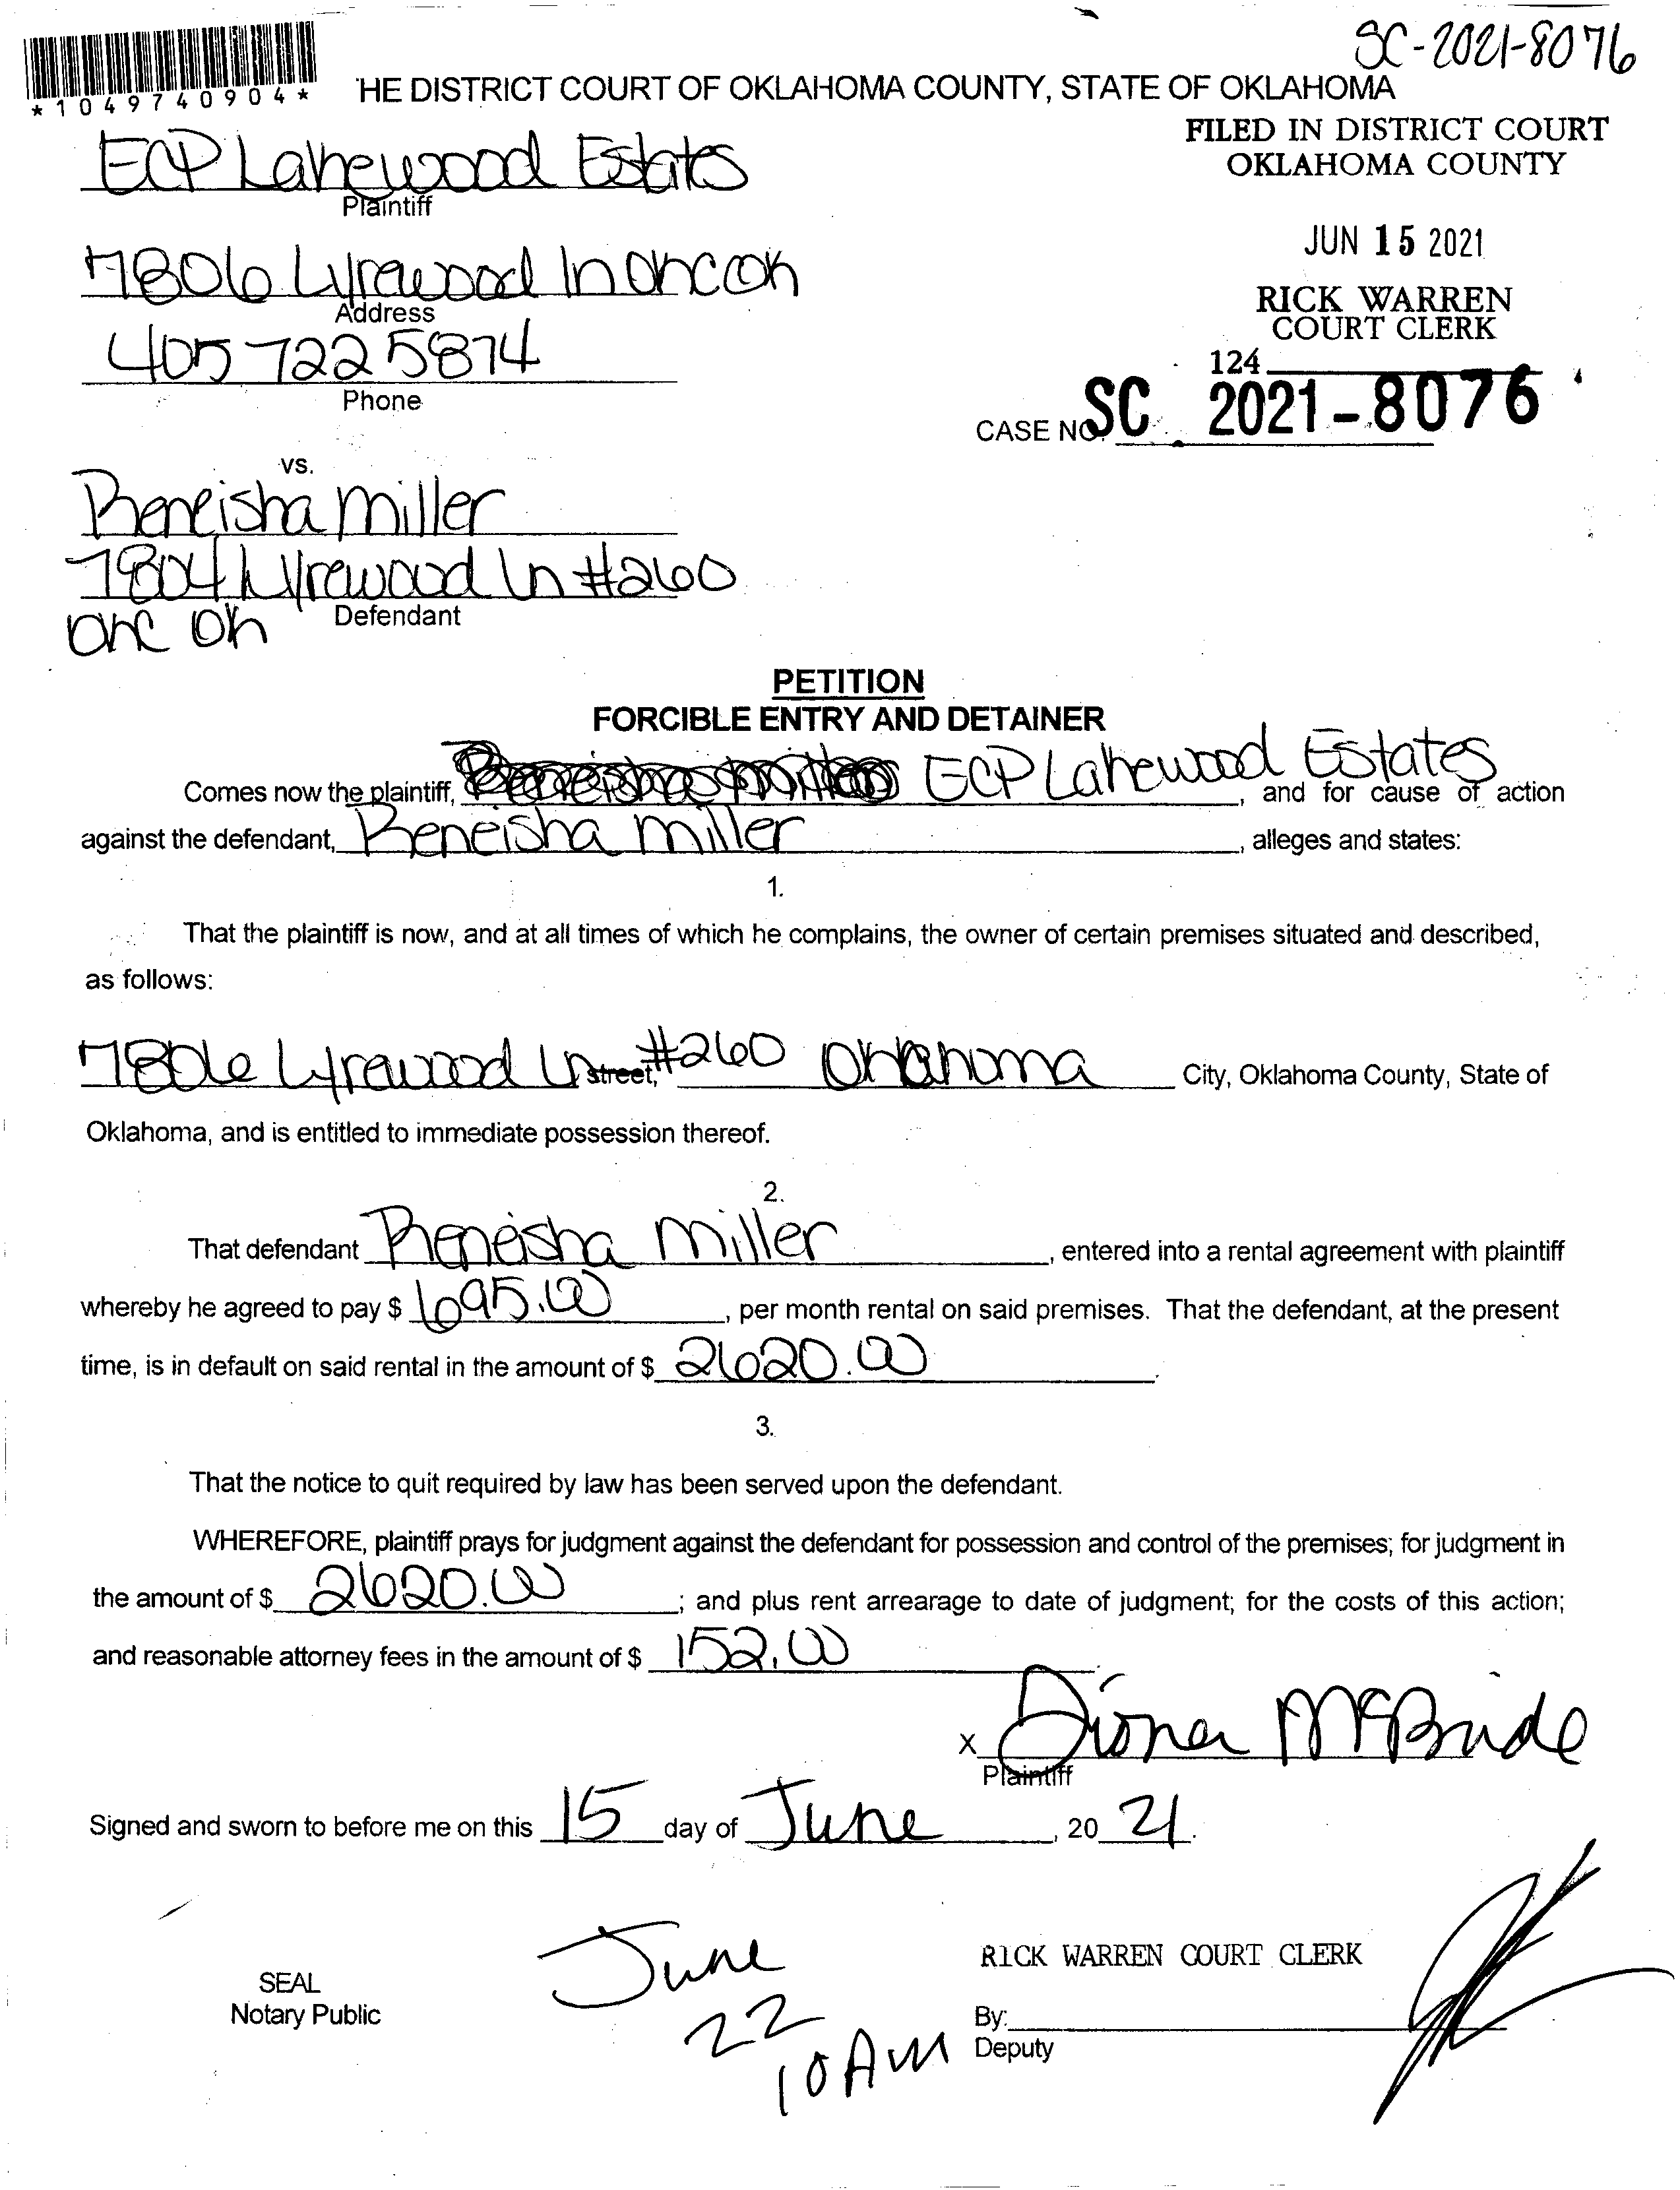 SC-2021-8076
*1049740904*
HE DISTRICT COURT OF OKLAHOMA COUNTY, STATE OF OKLAHOMA
FILED IN DISTRICT COURT
OKLAHOMA COUNTY
ECP Lakewood Estates
Plaintiff
JUN 15 2021
7806 Lyrewood ln okc ok
Address
RICK WARREN
COURT CLERK
405 722 5874
Phone
124
CASE NO. SC 2021-8076
vs.
Reneisha Miller
7804 Lyrewood ln #260
Defendant
okc ok
PETITION
FORCIBLE ENTRY AND DETAINER
Comes now the plaintiff, ECP Lakewood Estates, and for cause of action
against the defendant, Reneisha Miller, alleges and states:
1.
That the plaintiff is now, and at all times of which he complains, the owner of certain premises situated and described,
as follows:
7806 Lyrewood Ln street, #260 Oklahoma City, Oklahoma County, State of
Oklahoma, and is entitled to immediate possession thereof.
2.
That defendant Reneisha Miller, entered into a rental agreement with plaintiff
whereby he agreed to pay $ 695.00, per month rental on said premises. That the defendant, at the present
time, is in default on said rental in the amount of $ 2620.00.
3.
That the notice to quit required by law has been served upon the defendant.
WHEREFORE, plaintiff prays for judgment against the defendant for possession and control of the premises; for judgment in
the amount of $ 2620.00; and plus rent arrearage to date of judgment; for the costs of this action;
and reasonable attorney fees in the amount of $ 152.00
X Diona McBride
Plaintiff
Signed and sworn to before me on this 15 day of June, 20 21.
June
22
10 AM
SEAL
Notary Public
RICK WARREN COURT CLERK
By:
Deputy